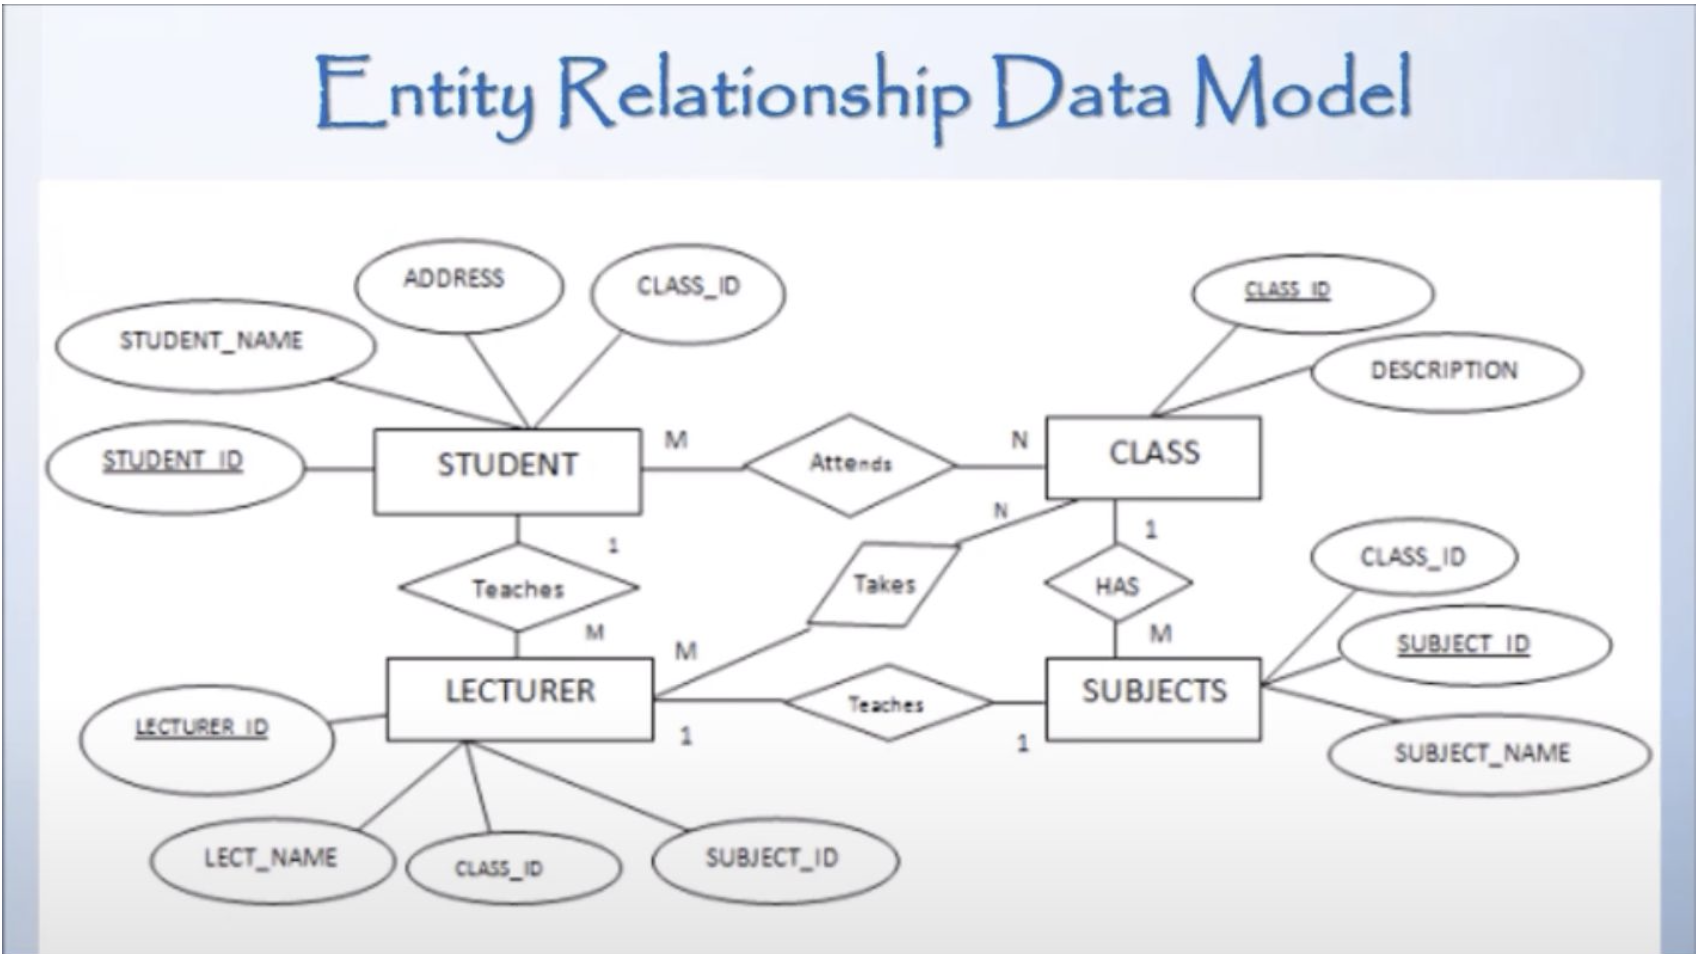 Entity Relationship Data Model
ADDRESS
CLASS_ID
CLASS_ID
STUDENT_NAME
DESCRIPTION
STUDENT_ID
STUDENT
M
Attends
N
CLASS
N
1
1
CLASS_ID
Teaches
Takes
HAS
M
M
M
SUBJECT_ID
LECTURER
Teaches
SUBJECTS
LECTURER_ID
1
1
SUBJECT_NAME
LECT_NAME
CLASS_ID
SUBJECT_ID